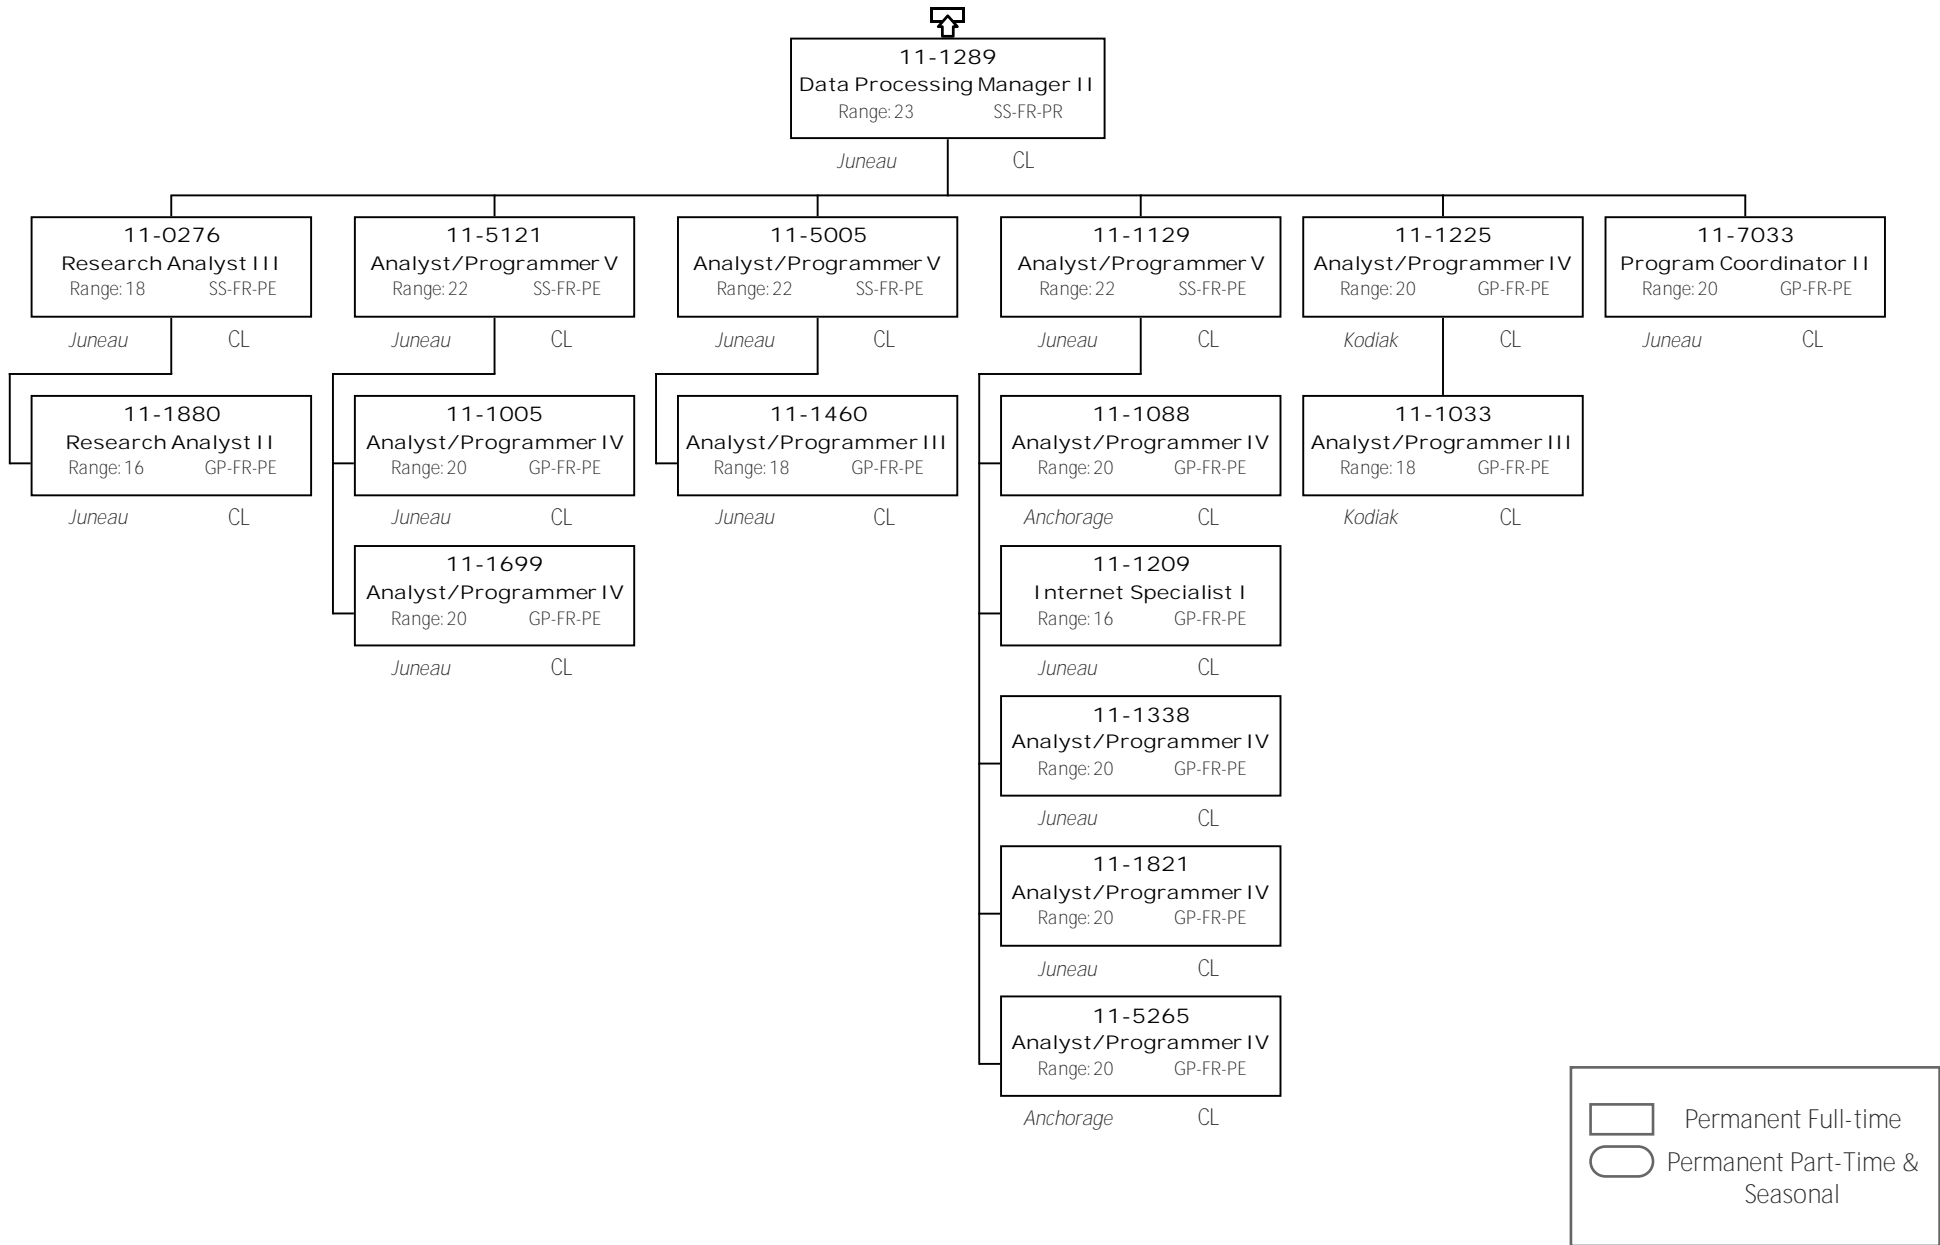 11-1289
Data Processing Manager II
Range: 23 SS-FR-PR
Juneau CL
11-0276
Research Analyst III
Range: 18 SS-FR-PE
Juneau CL
11-5121
Analyst/Programmer V
Range: 22 SS-FR-PE
Juneau CL
11-5005
Analyst/Programmer V
Range: 22 SS-FR-PE
Juneau CL
11-1129
Analyst/Programmer V
Range: 22 SS-FR-PE
Juneau CL
11-1225
Analyst/Programmer IV
Range: 20 GP-FR-PE
Kodiak CL
11-7033
Program Coordinator II
Range: 20 GP-FR-PE
Juneau CL
11-1880
Research Analyst II
Range: 16 GP-FR-PE
Juneau CL
11-1005
Analyst/Programmer IV
Range: 20 GP-FR-PE
Juneau CL
11-1460
Analyst/Programmer III
Range: 18 GP-FR-PE
Juneau CL
11-1088
Analyst/Programmer IV
Range: 20 GP-FR-PE
Anchorage CL
11-1033
Analyst/Programmer III
Range: 18 GP-FR-PE
Kodiak CL
11-1699
Analyst/Programmer IV
Range: 20 GP-FR-PE
Juneau CL
11-1209
Internet Specialist I
Range: 16 GP-FR-PE
Juneau CL
11-1338
Analyst/Programmer IV
Range: 20 GP-FR-PE
Juneau CL
11-1821
Analyst/Programmer IV
Range: 20 GP-FR-PE
Juneau CL
11-5265
Analyst/Programmer IV
Range: 20 GP-FR-PE
Anchorage CL
Permanent Full-time
Permanent Part-Time &
Seasonal